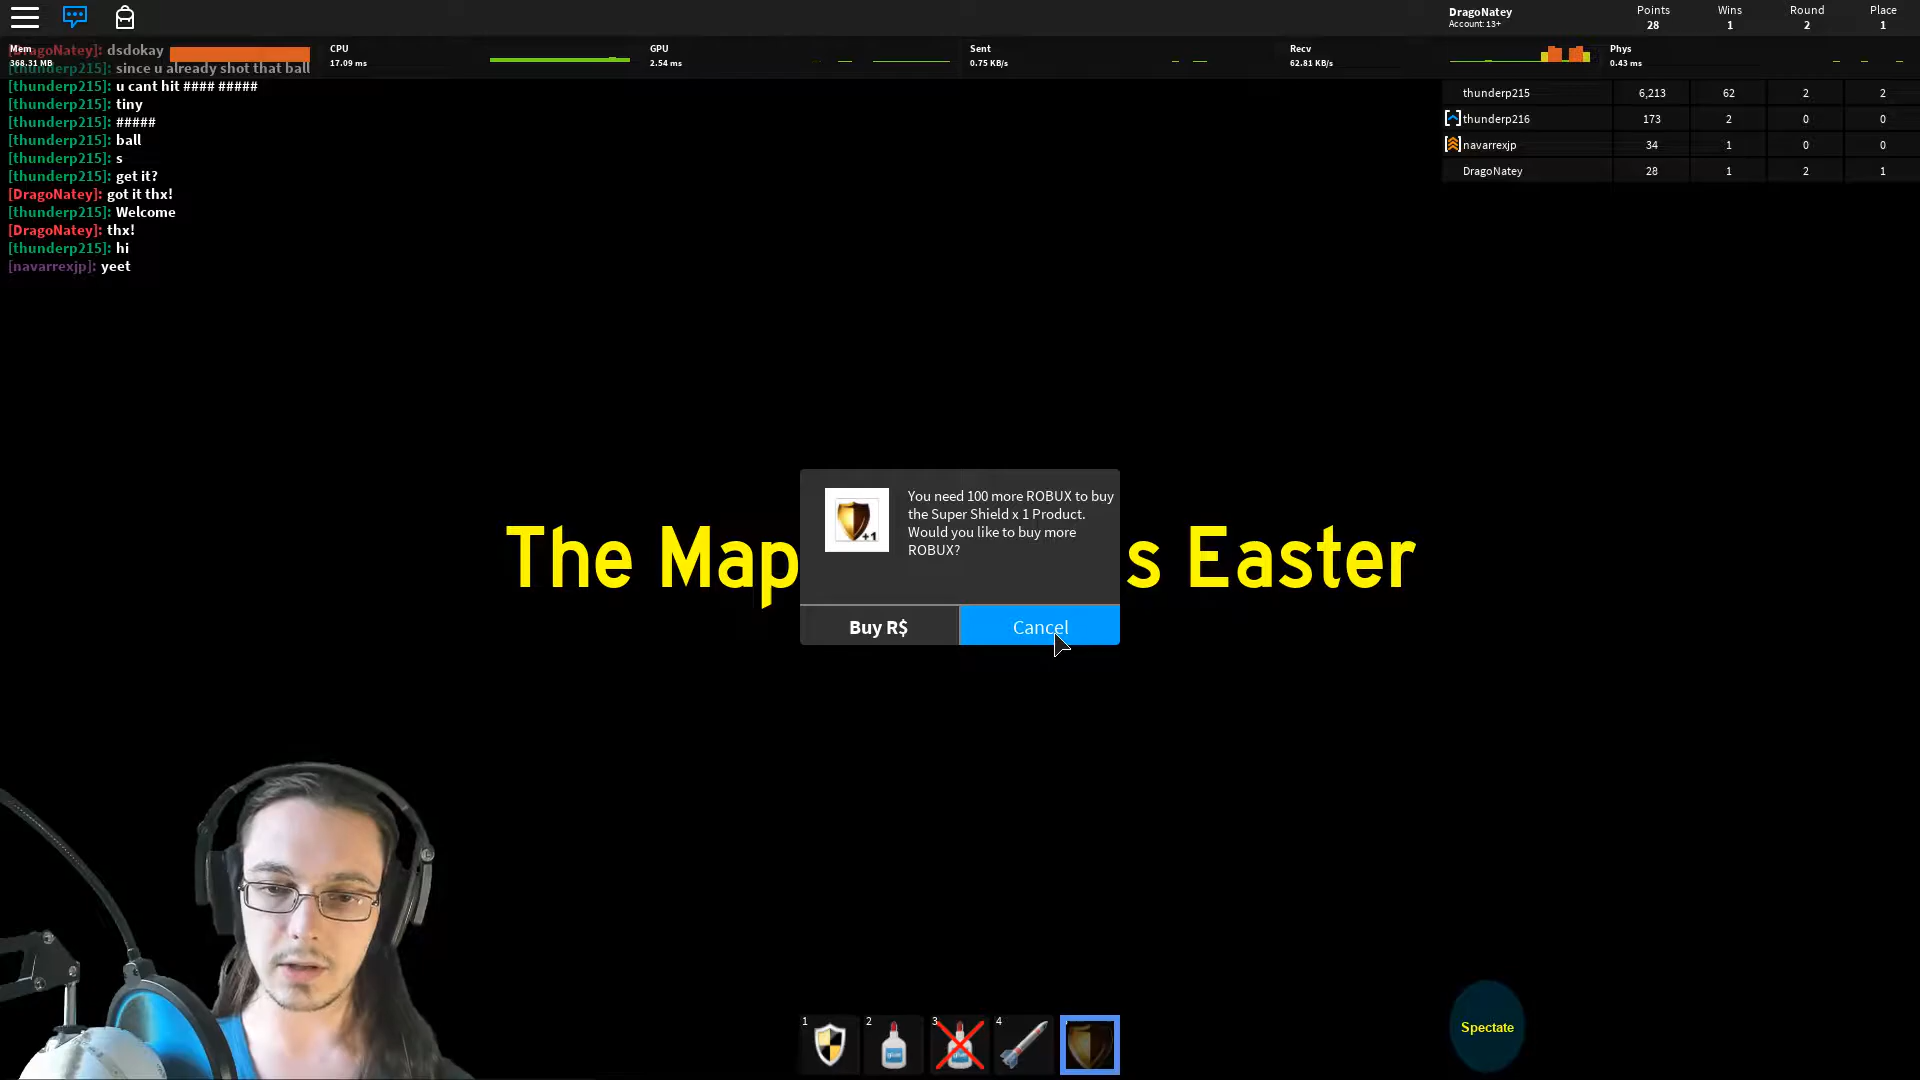 DragoNatey
Account: 13+
Points
28
Wins
1
Round
2
Place
1
Mem
368.31 MB
CPU
17.09 ms
GPU
2.54 ms
Sent
0.75 KB/s
Recv
62.81 KB/s
Phys
0.43 ms
[DragoNatey]: dsdokay
[thunderp215]: since u already shot that ball
[thunderp215]: u cant hit #### #####
[thunderp215]: tiny
[thunderp215]: #####
[thunderp215]: ball
[thunderp215]: s
[thunderp215]: get it?
[DragoNatey]: got it thx!
[thunderp215]: Welcome
[DragoNatey]: thx!
[thunderp215]: hi
[navarrexjp]: yeet
thunderp215 6,213 62 2 2
thunderp216 173 2 0 0
navarrexjp 34 1 0 0
DragoNatey 28 1 2 1
The Map s Easter
+1
You need 100 more ROBUX to buy
the Super Shield x 1 Product.
Would you like to buy more
ROBUX?
Buy R$
Cancel
1
2
3
4
Spectate